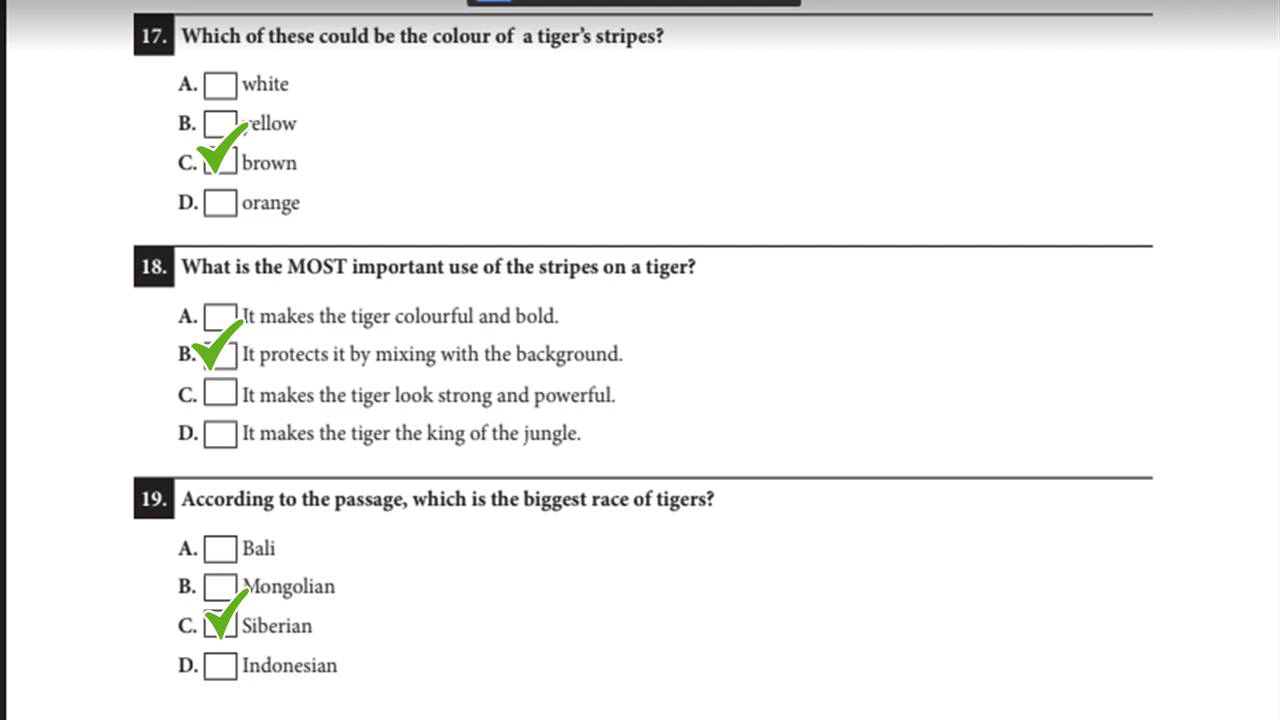 17. Which of these could be the colour of a tiger's stripes?
A. white
B. yellow
C. brown
D. orange
18. What is the MOST important use of the stripes on a tiger?
A. It makes the tiger colourful and bold.
B. It protects it by mixing with the background.
C. It makes the tiger look strong and powerful.
D. It makes the tiger the king of the jungle.
19. According to the passage, which is the biggest race of tigers?
A. Bali
B. Mongolian
C. Siberian
D. Indonesian